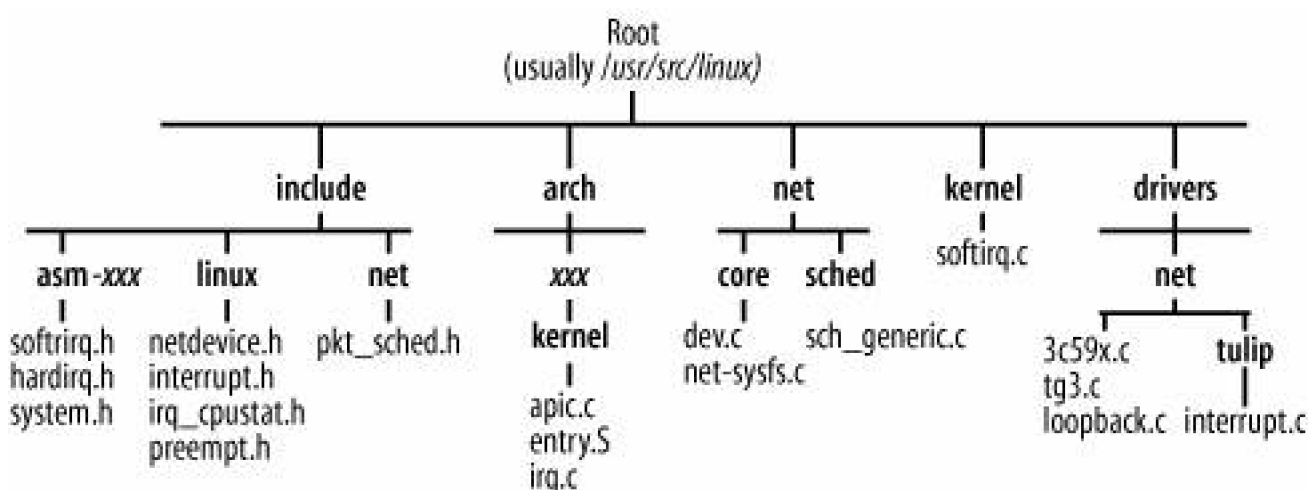 Root
(usually /usr/src/linux)
include
arch
net
kernel
drivers
asm-xxx
linux
net
xxx
core
sched
softirq.c
net
softrirq.h
hardirq.h
system.h
netdevice.h
interrupt.h
irq_cpustat.h
preempt.h
pkt_sched.h
kernel
apic.c
entry.S
irq.c
dev.c
net-sysfs.c
sch_generic.c
3c59x.c
tg3.c
loopback.c
tulip
interrupt.c